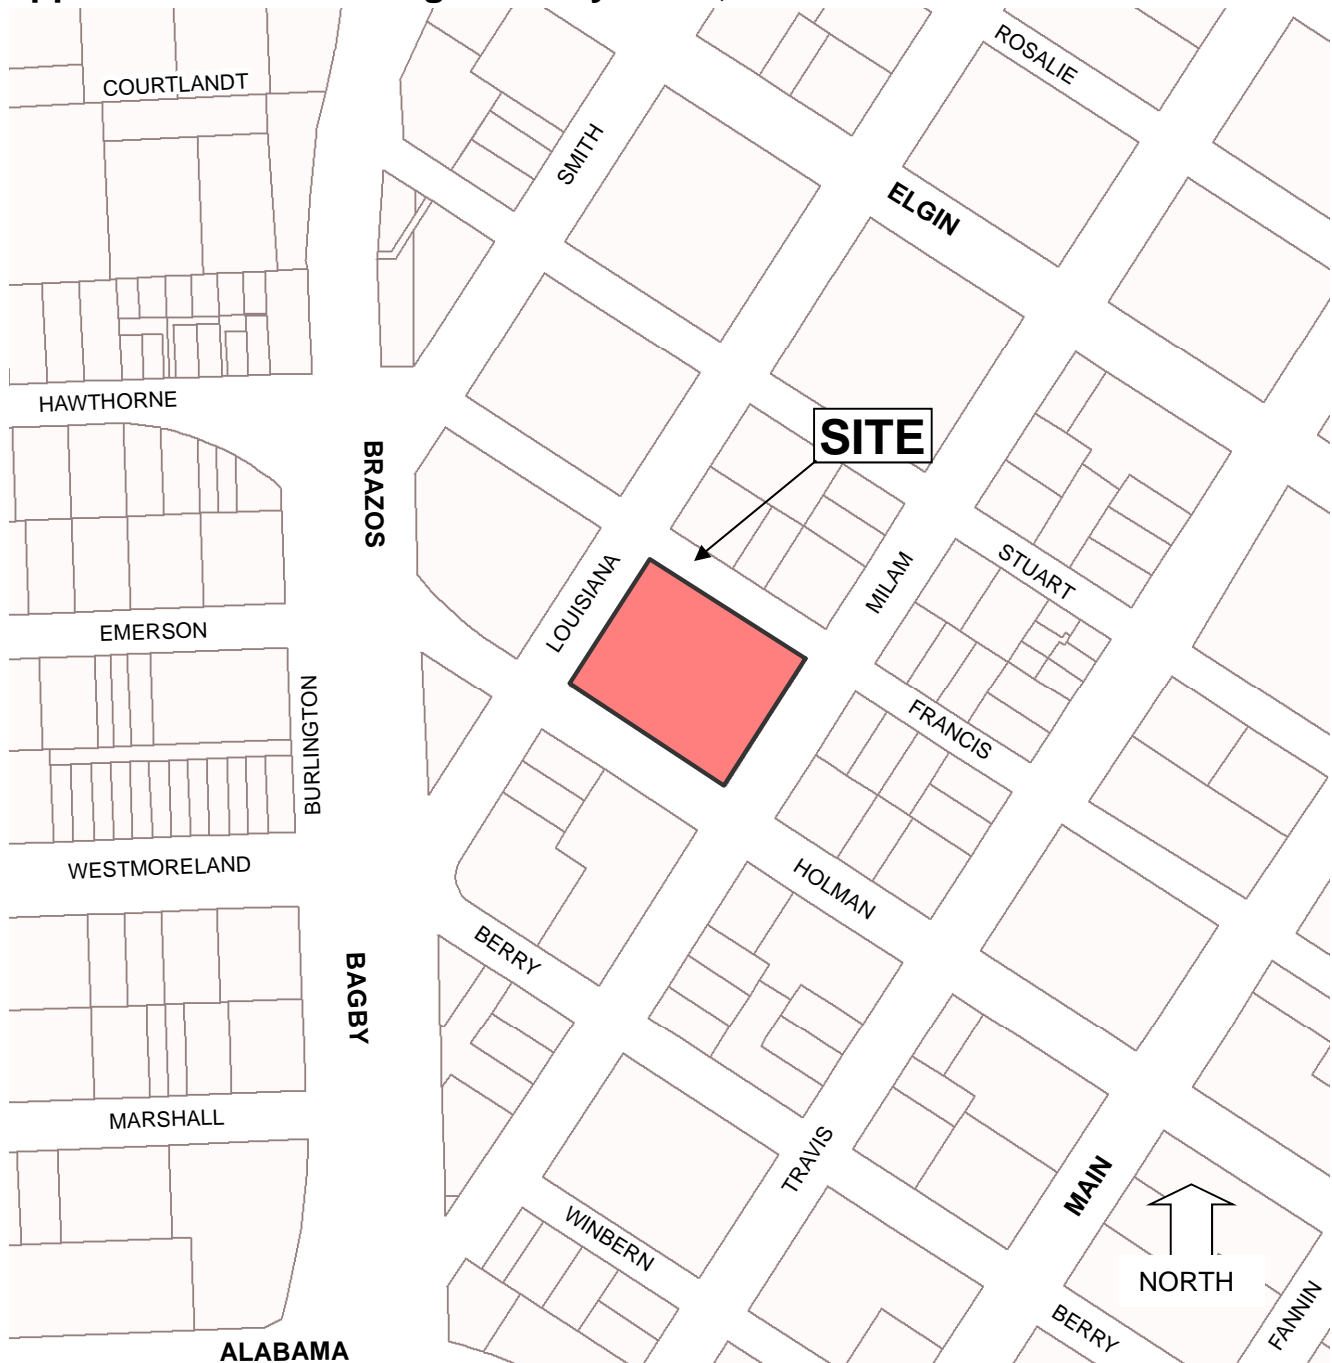 COURTLANDT
ROSALIE
SMITH
ELGIN
HAWTHORNE
SITE
BRAZOS
STUART
MILAM
LOUISIANA
EMERSON
BURLINGTON
FRANCIS
WESTMORELAND
HOLMAN
BERRY
BAGBY
MARSHALL
TRAVIS
MAIN
WINBERN
NORTH
FANNIN
BERRY
ALABAMA